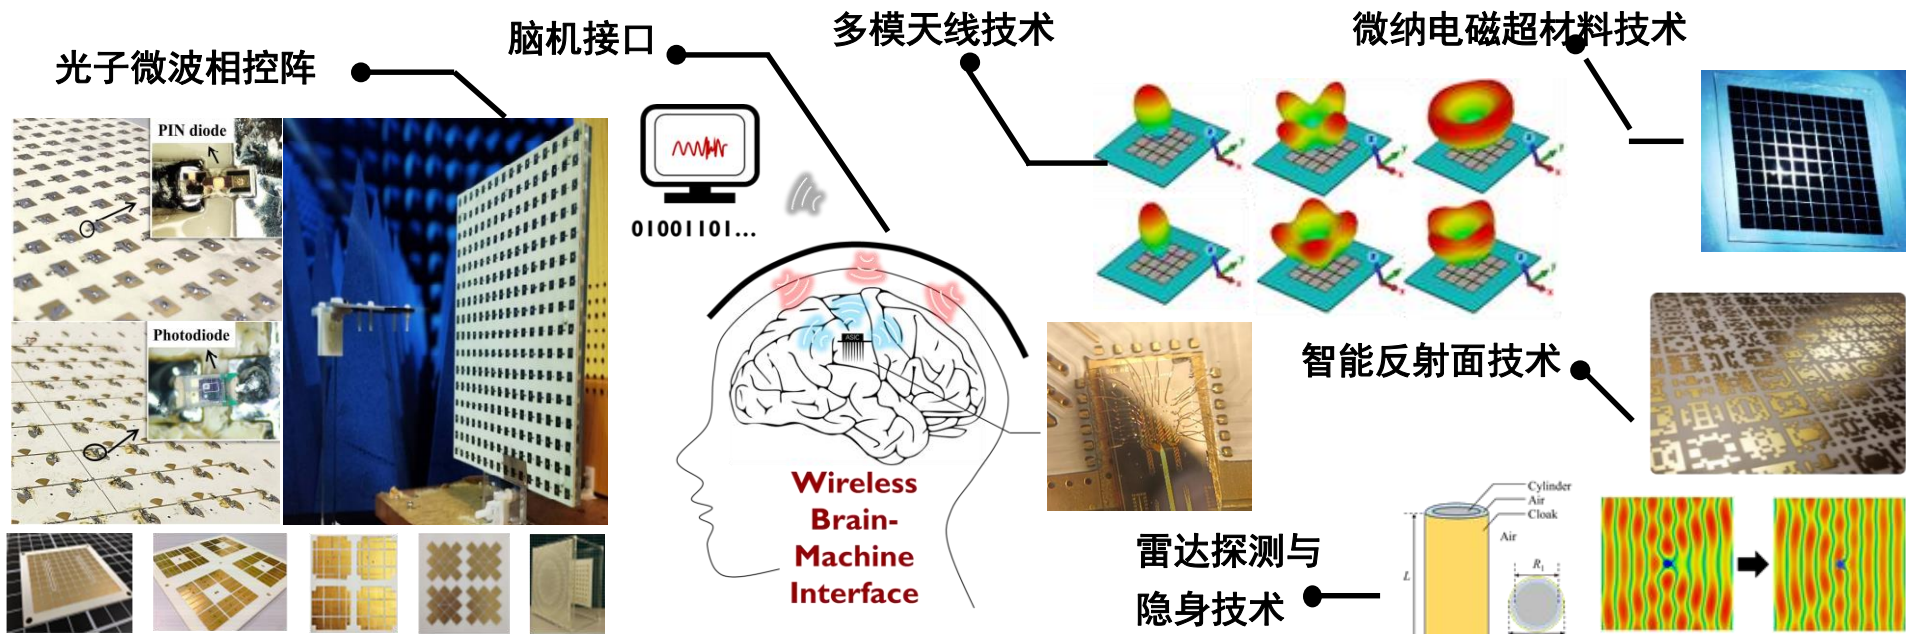 光子微波相控阵
脑机接口
多模天线技术
微纳电磁超材料技术
PIN diode
Photodiode
01001101...
ASIC
Wireless
Brain-
Machine
Interface
智能反射面技术
雷达探测与
隐身技术
Cylinder
Air
Cloak
Air
L
R₁